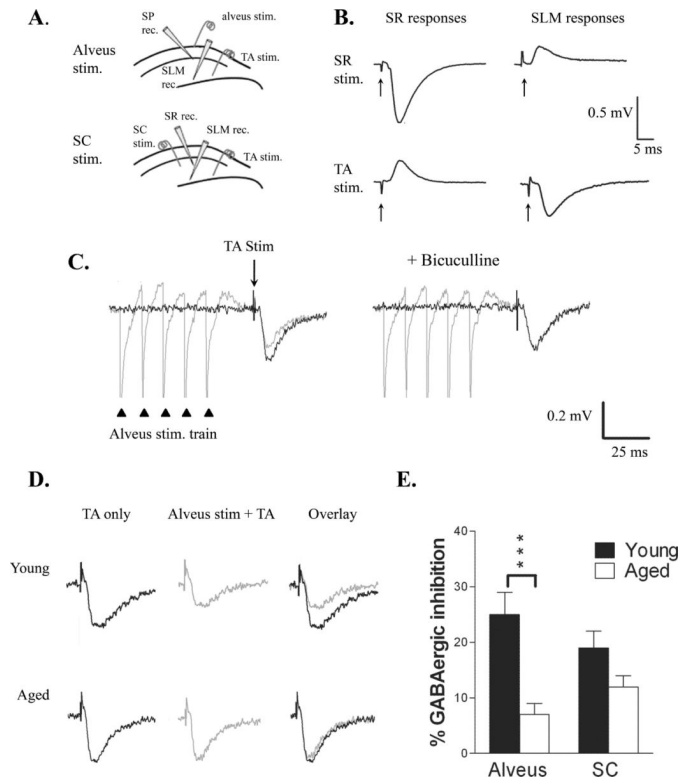 A.
SP
rec.
alveus stim.
Alveus
stim.
TA stim.
SLM
rec.
SC
stim.
SC
stim.
SR rec.
SLM rec.
TA stim.
B.
SR responses
SLM responses
SR
stim.
0.5 mV
5 ms
TA
stim.
C.
TA Stim
+ Bicuculline
Alveus stim. train
0.2 mV
25 ms
D.
TA only
Alveus stim + TA
Overlay
Young
Aged
E.
% GABAergic inhibition
40
30
20
10
0
***
Young
Aged
Alveus
SC